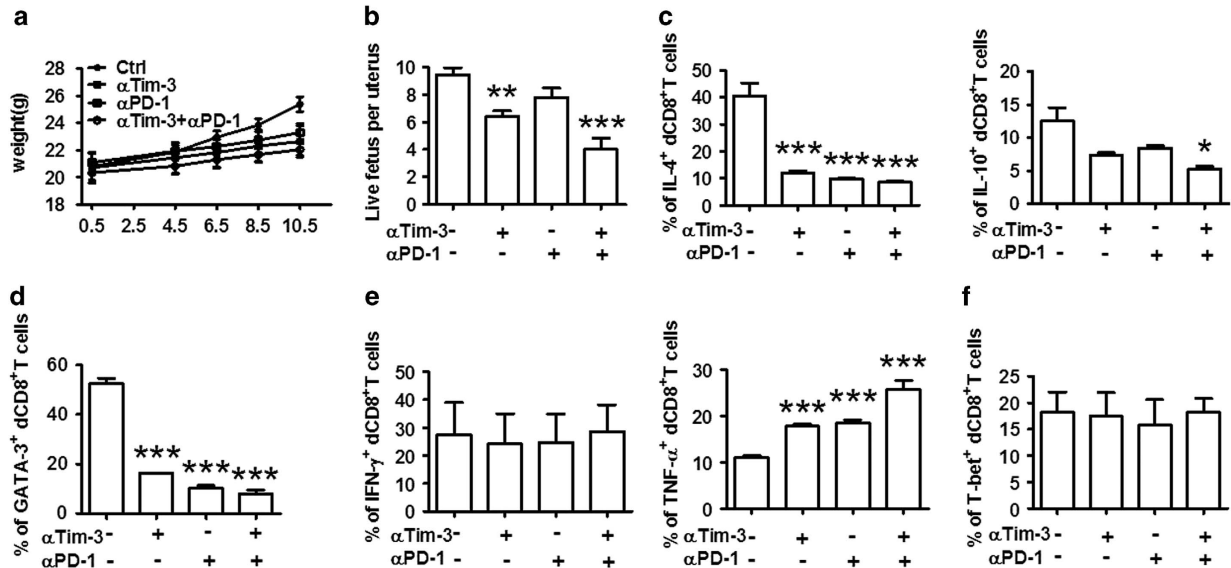 a
weight(g)
28
26
24
22
20
18
Ctrl
αTim-3
αPD-1
αTim-3+αPD-1
0.5 2.5 4.5 6.5 8.5 10.5
b
Live fetus per uterus
10
8
6
4
2
0
**
***
αTim-3 - + - +
αPD-1 - - + +
c
% of IL-4+ dCD8+T cells
50
40
30
20
10
0
*** *** ***
αTim-3 - + - +
αPD-1 - - + +
% of IL-10+ dCD8+T cells
20
15
10
5
0
*
αTim-3 - + - +
αPD-1 - - + +
d
% of GATA-3+ dCD8+T cells
60
40
20
0
*** *** ***
αTim-3 - + - +
αPD-1 - - + +
e
% of IFN-γ+ dCD8+T cells
50
40
30
20
10
0
αTim-3 - + - +
αPD-1 - - + +
% of TNF-α+ dCD8+T cells
30
20
10
0
*** *** ***
αTim-3 - + - +
αPD-1 - - + +
f
% of T-bet+ dCD8+T cells
25
20
15
10
5
0
αTim-3 - + - +
αPD-1 - - + +